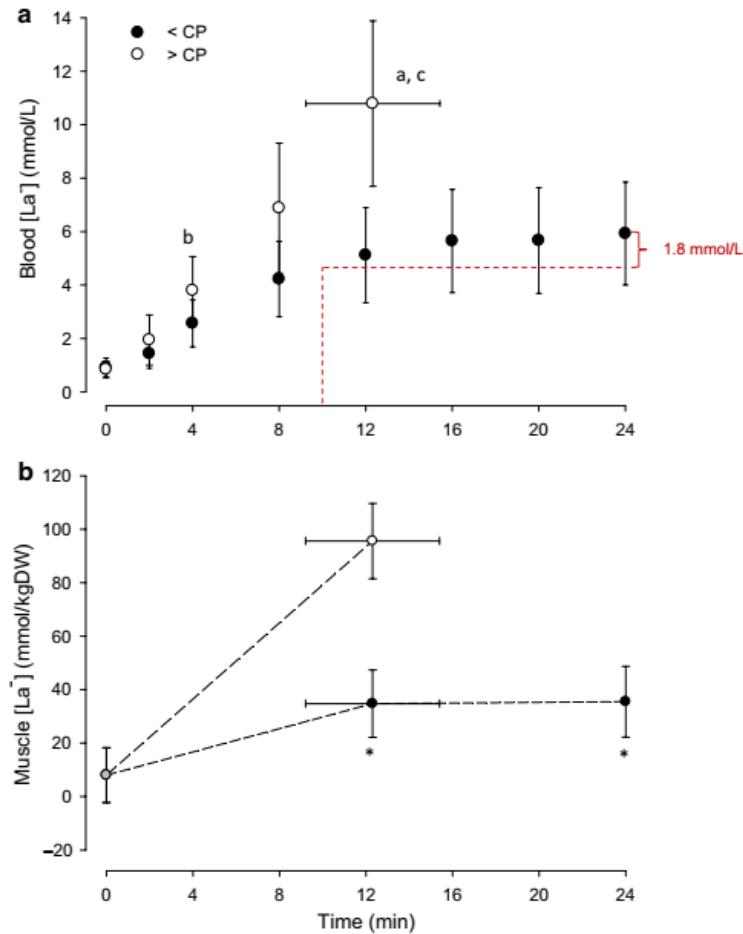 a
< CP
> CP
Blood [La⁻] (mmol/L)
14
12
10
8
6
4
2
0
a, c
b
1.8 mmol/L
0 4 8 12 16 20 24
b
Muscle [La⁻] (mmol/kgDW)
120
100
80
60
40
20
0
−20
* *
0 4 8 12 16 20 24
Time (min)